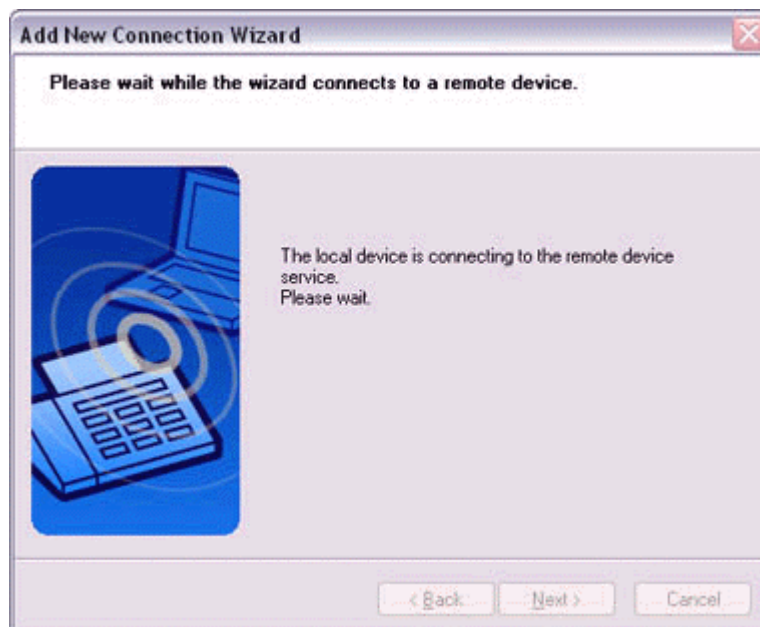 Add New Connection Wizard
Please wait while the wizard connects to a remote device.
The local device is connecting to the remote device
service.
Please wait.
< Back
Next >
Cancel